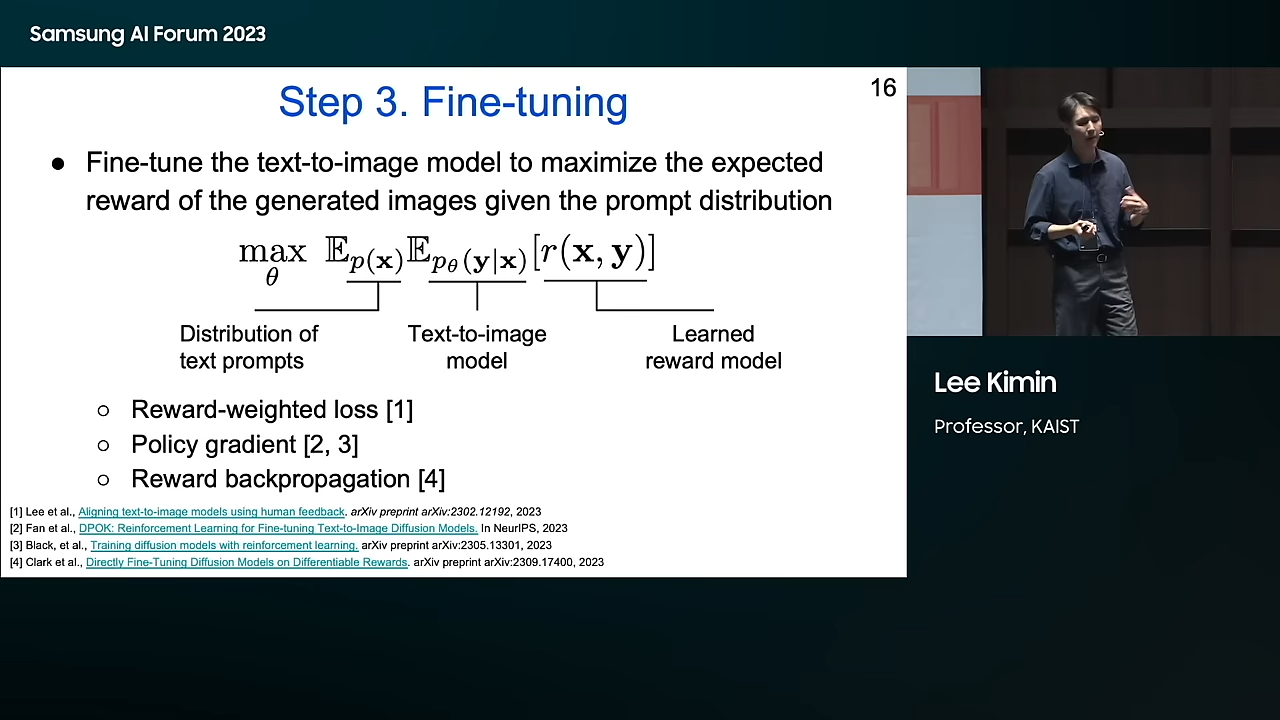 Samsung AI Forum 2023
16
Step 3. Fine-tuning
● Fine-tune the text-to-image model to maximize the expected
reward of the generated images given the prompt distribution
max_θ 𝔼_{p(x)} 𝔼_{p_θ(y|x)} [r(x, y)]
Distribution of
text prompts
Text-to-image
model
Learned
reward model
○ Reward-weighted loss [1]
○ Policy gradient [2, 3]
○ Reward backpropagation [4]
[1] Lee et al., Aligning text-to-image models using human feedback. arXiv preprint arXiv:2302.12192, 2023
[2] Fan et al., DPOK: Reinforcement Learning for Fine-tuning Text-to-Image Diffusion Models. In NeurIPS, 2023
[3] Black, et al., Training diffusion models with reinforcement learning. arXiv preprint arXiv:2305.13301, 2023
[4] Clark et al., Directly Fine-Tuning Diffusion Models on Differentiable Rewards. arXiv preprint arXiv:2309.17400, 2023
Lee Kimin
Professor, KAIST